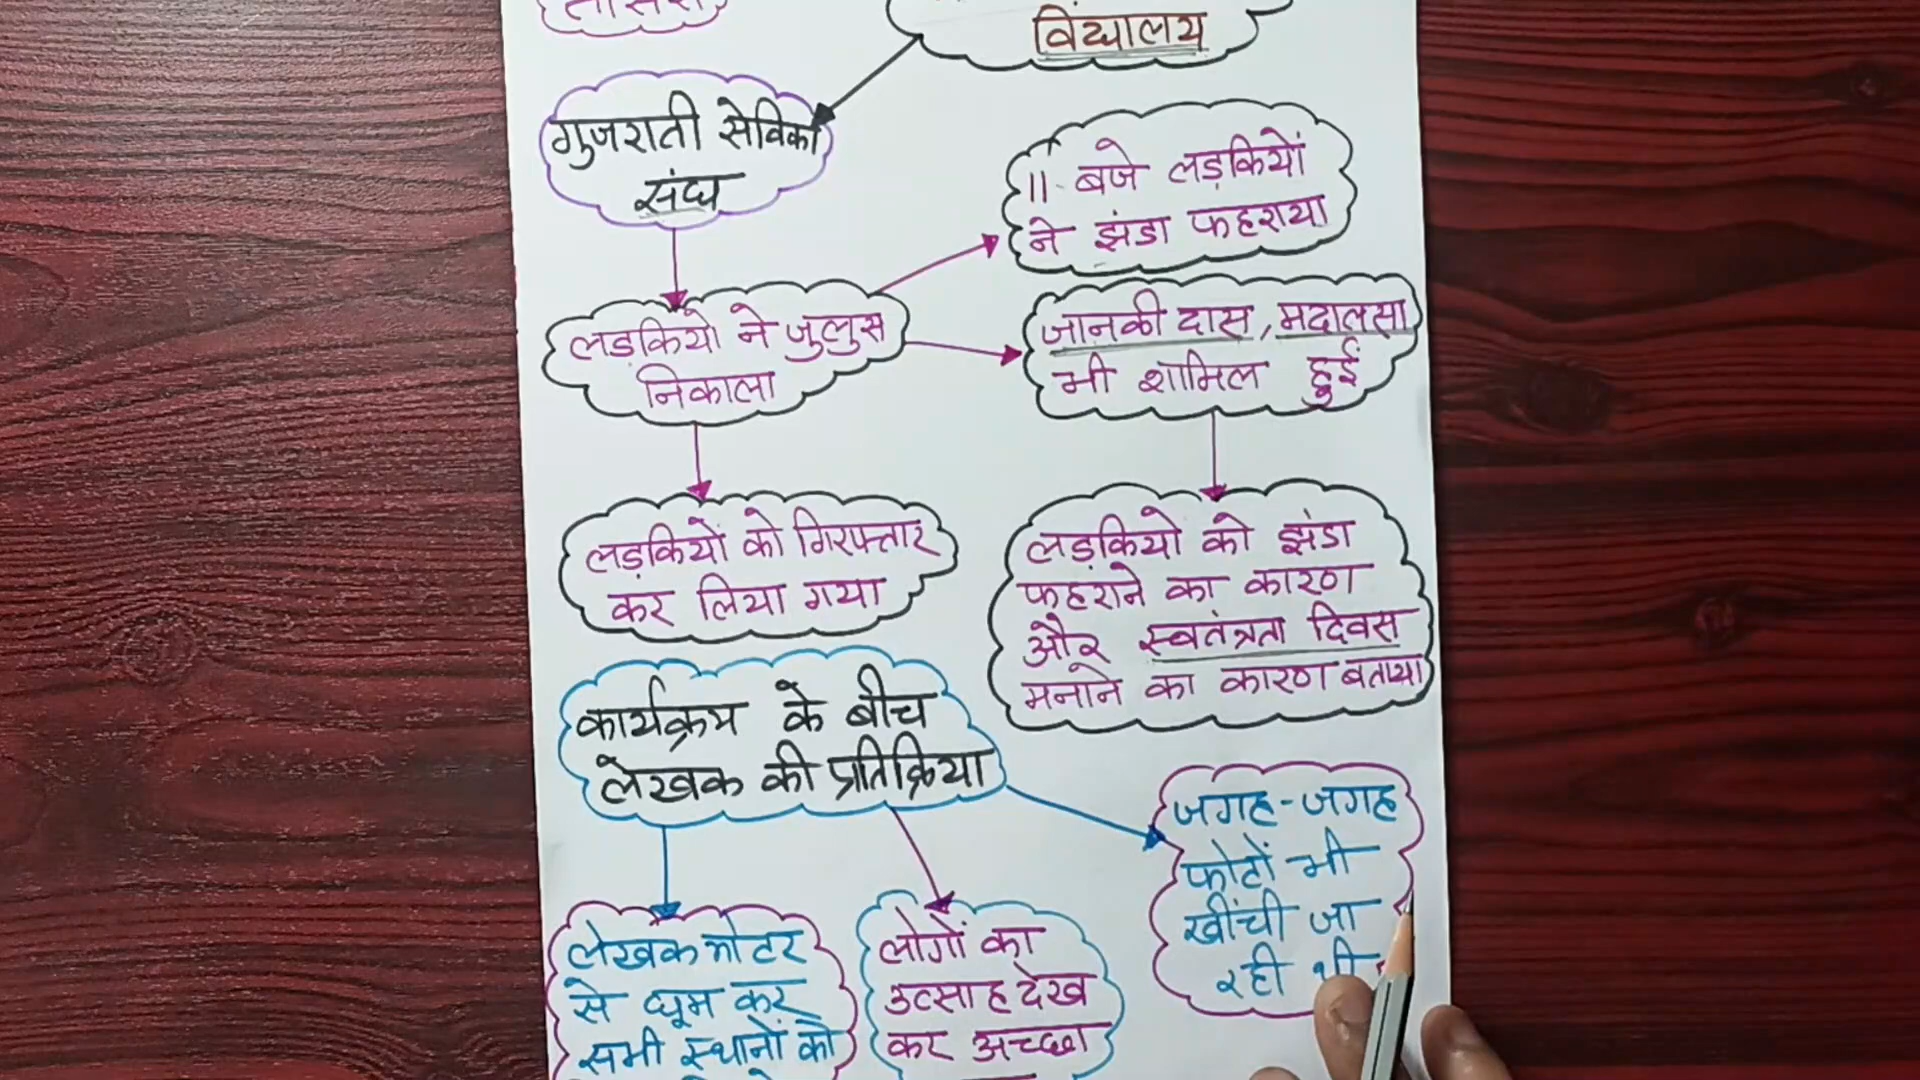 विद्यालय
गुजराती सेविका
संघ
11 बजे लड़कियों
ने झंडा फहराया
लड़कियो ने जुलुस
निकाला
जानकी दास, मदालसा
भी शामिल हुई
लड़कियों को गिरफ्तार
कर लिया गया
लड़कियो को झंडा
फहराने का कारण
और स्वतंत्रता दिवस
मनाने का कारण बताया
कार्यक्रम के बीच
लेखक की प्रतिक्रिया
जगह-जगह
फोटों भी
खींची जा
रही थी
लेखक मोटर
से घूम कर
सभी स्थानों को
लोगों का
उत्साह देख
कर अच्छा